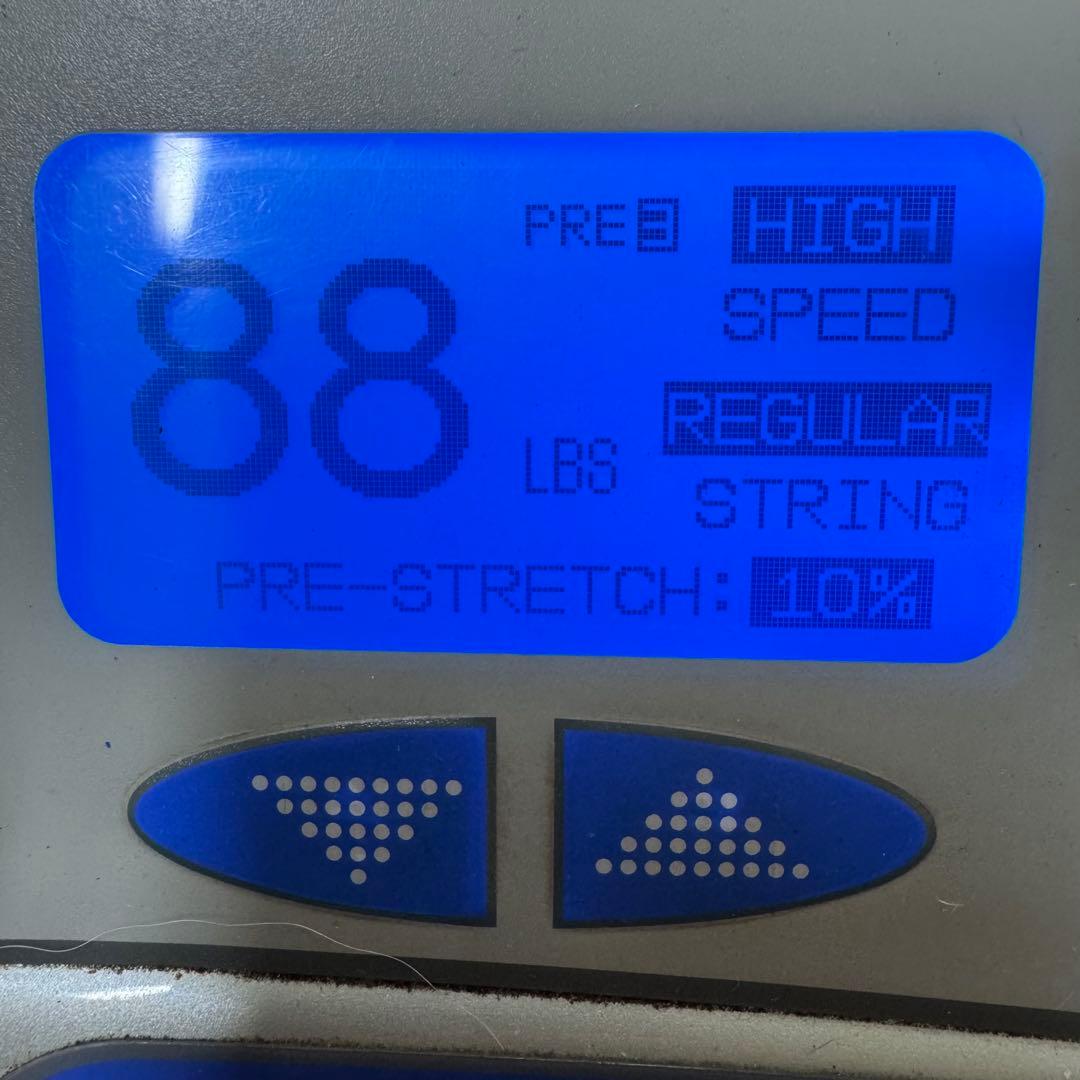 PRE 3 HIGH
SPEED
88 LBS
REGULAR
STRING
PRE-STRETCH: 10%